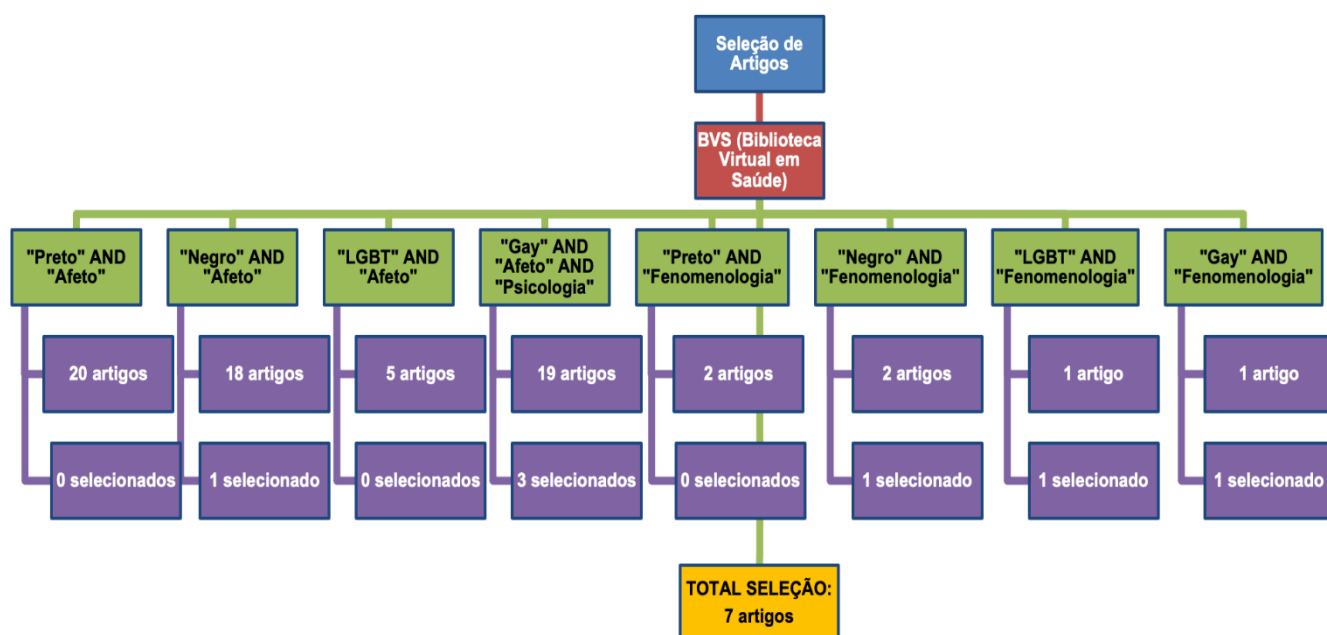 Seleção de
Artigos
BVS (Biblioteca
Virtual em
Saúde)
"Preto" AND
"Afeto"
"Negro" AND
"Afeto"
"LGBT" AND
"Afeto"
"Gay" AND
"Afeto" AND
"Psicologia"
"Preto" AND
"Fenomenologia"
"Negro" AND
"Fenomenologia"
"LGBT" AND
"Fenomenologia"
"Gay" AND
"Fenomenologia"
20 artigos
18 artigos
5 artigos
19 artigos
2 artigos
2 artigos
1 artigo
1 artigo
0 selecionados
1 selecionado
0 selecionados
3 selecionados
0 selecionados
1 selecionado
1 selecionado
1 selecionado
TOTAL SELEÇÃO:
7 artigos